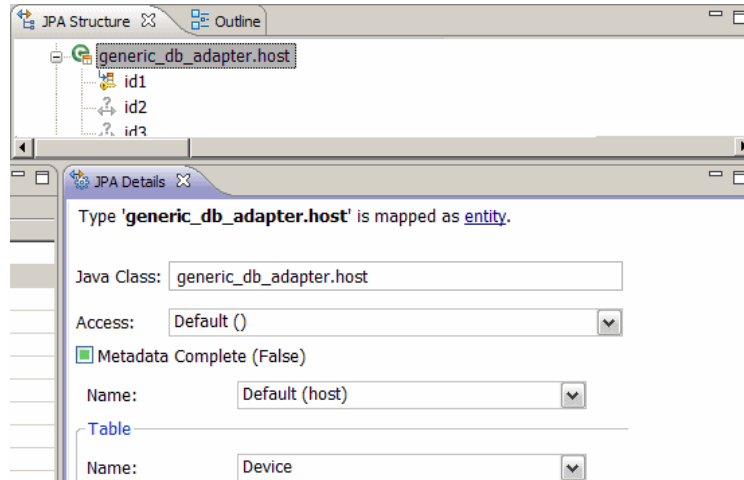 JPA Structure Outline
generic_db_adapter.host
id1
id2
id3
JPA Details
Type 'generic_db_adapter.host' is mapped as entity.
Java Class: generic_db_adapter.host
Access: Default ()
Metadata Complete (False)
Name: Default (host)
Table
Name: Device